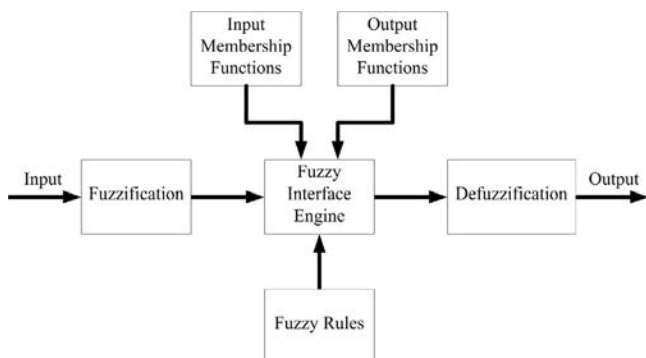 Input
Membership
Functions
Output
Membership
Functions
Input
Fuzzification
Fuzzy
Interface
Engine
Defuzzification
Output
Fuzzy Rules